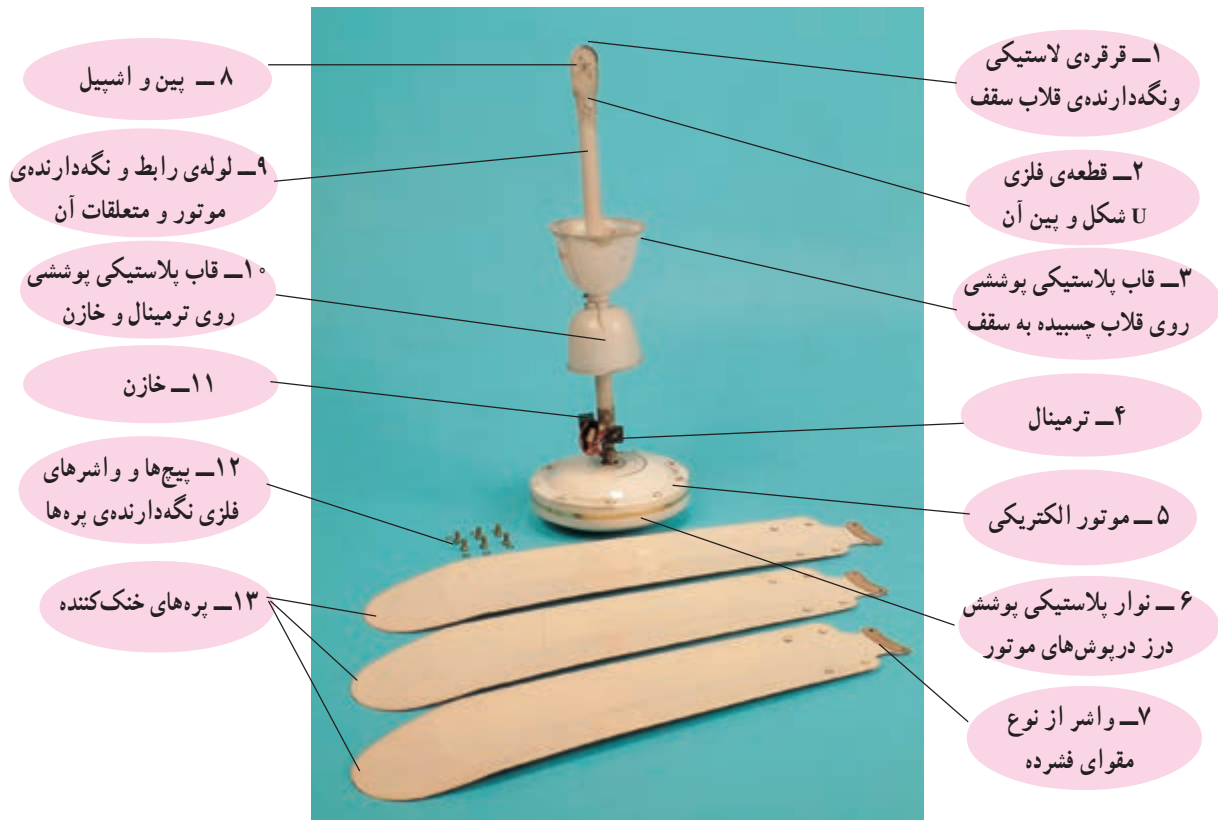 ۱ــ قرقره‌ی لاستیکی
ونگه‌دارنده‌ی قلاب سقف
۲ــ قطعه‌ی فلزی
U شکل و پین آن
۳ــ قاب پلاستیکی پوششی
روی قلاب چسبیده به سقف
۴ــ ترمینال
۵ ــ موتور الکتریکی
۶ ــ نوار پلاستیکی پوشش
درز درپوش‌های موتور
۷ــ واشر از نوع
مقوای فشرده
۸ ــ پین و اشپیل
۹ــ لوله‌ی رابط و نگه‌دارنده‌ی
موتور و متعلقات آن
۱۰ــ قاب پلاستیکی پوششی
روی ترمینال و خازن
۱۱ــ خازن
۱۲ــ پیچ‌ها و واشرهای
فلزی نگه‌دارنده‌ی پره‌ها
۱۳ــ پره‌های خنک‌کننده